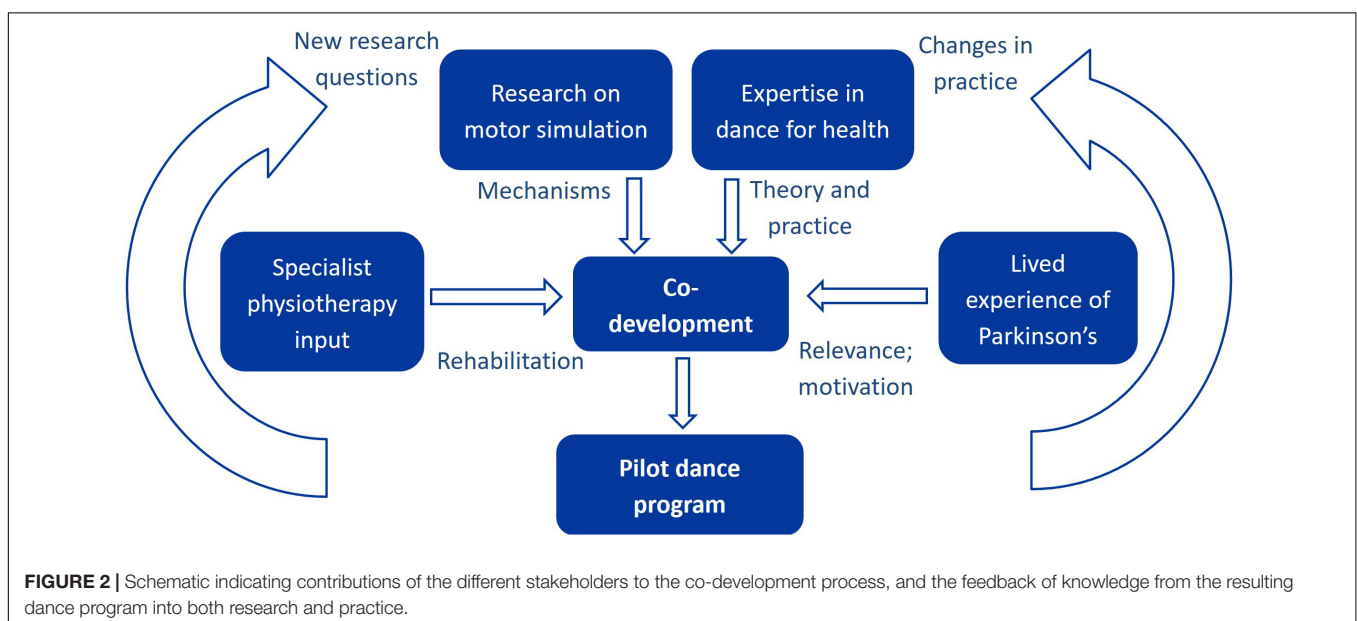 New research
questions
Changes in
practice
Research on
motor simulation
Expertise in
dance for health
Mechanisms
Theory and
practice
Specialist
physiotherapy
input
Co-
development
Lived
experience of
Parkinson's
Rehabilitation
Relevance;
motivation
Pilot dance
program
FIGURE 2 | Schematic indicating contributions of the different stakeholders to the co-development process, and the feedback of knowledge from the resulting
dance program into both research and practice.